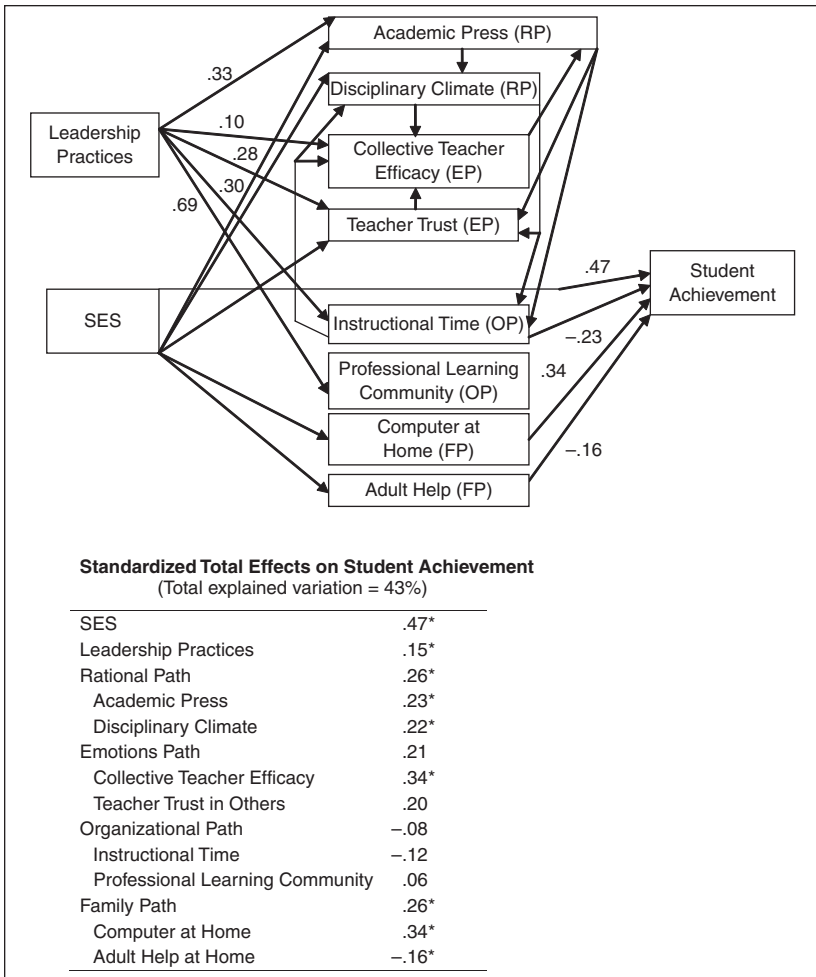 Academic Press (RP)
.33
Disciplinary Climate (RP)
Leadership
Practices
.10
Collective Teacher
Efficacy (EP)
.28
.30
.69
Teacher Trust (EP)
.47
Student
Achievement
SES
Instructional Time (OP)
–.23
Professional Learning
Community (OP)
.34
Computer at
Home (FP)
–.16
Adult Help (FP)
Standardized Total Effects on Student Achievement
(Total explained variation = 43%)
SES .47*
Leadership Practices .15*
Rational Path .26*
Academic Press .23*
Disciplinary Climate .22*
Emotions Path .21
Collective Teacher Efficacy .34*
Teacher Trust in Others .20
Organizational Path –.08
Instructional Time –.12
Professional Learning Community .06
Family Path .26*
Computer at Home .34*
Adult Help at Home –.16*